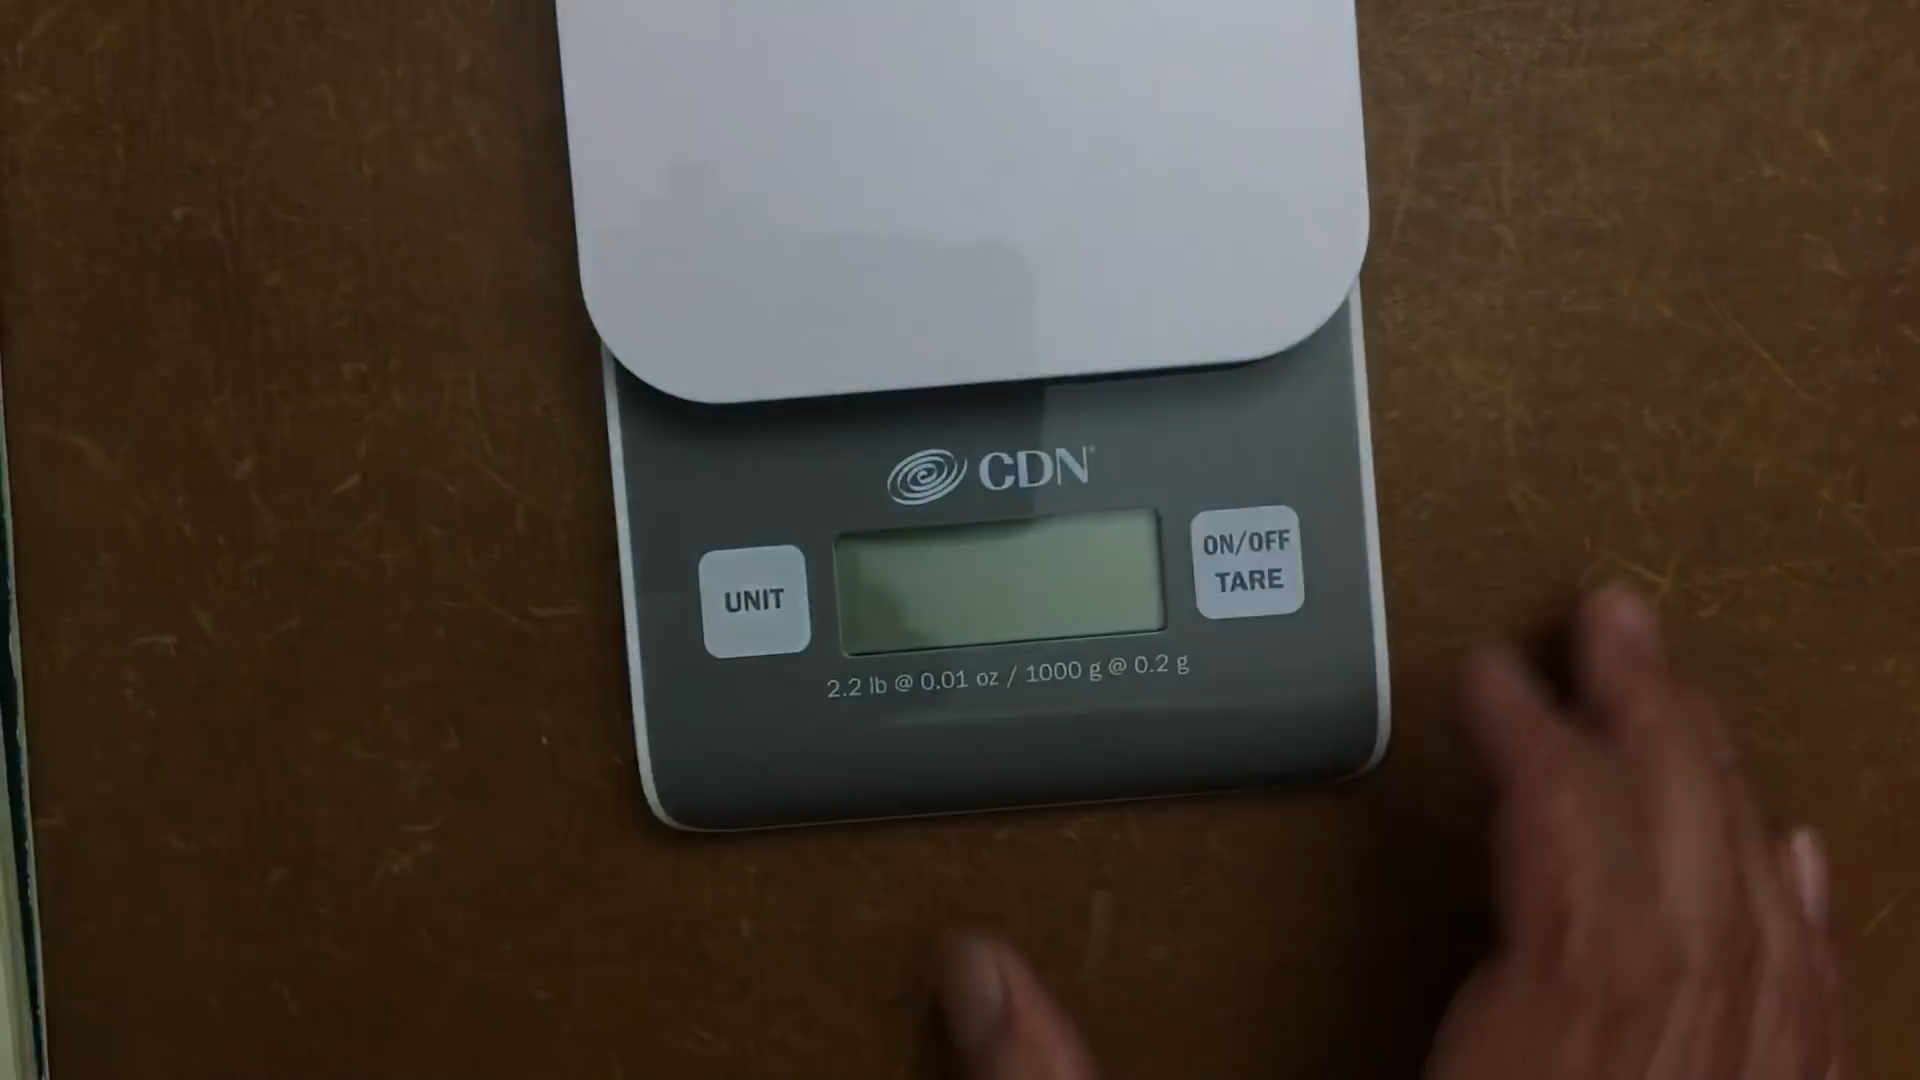 CDN®
UNIT
ON/OFF
TARE
2.2 lb @ 0.01 oz / 1000 g @ 0.2 g